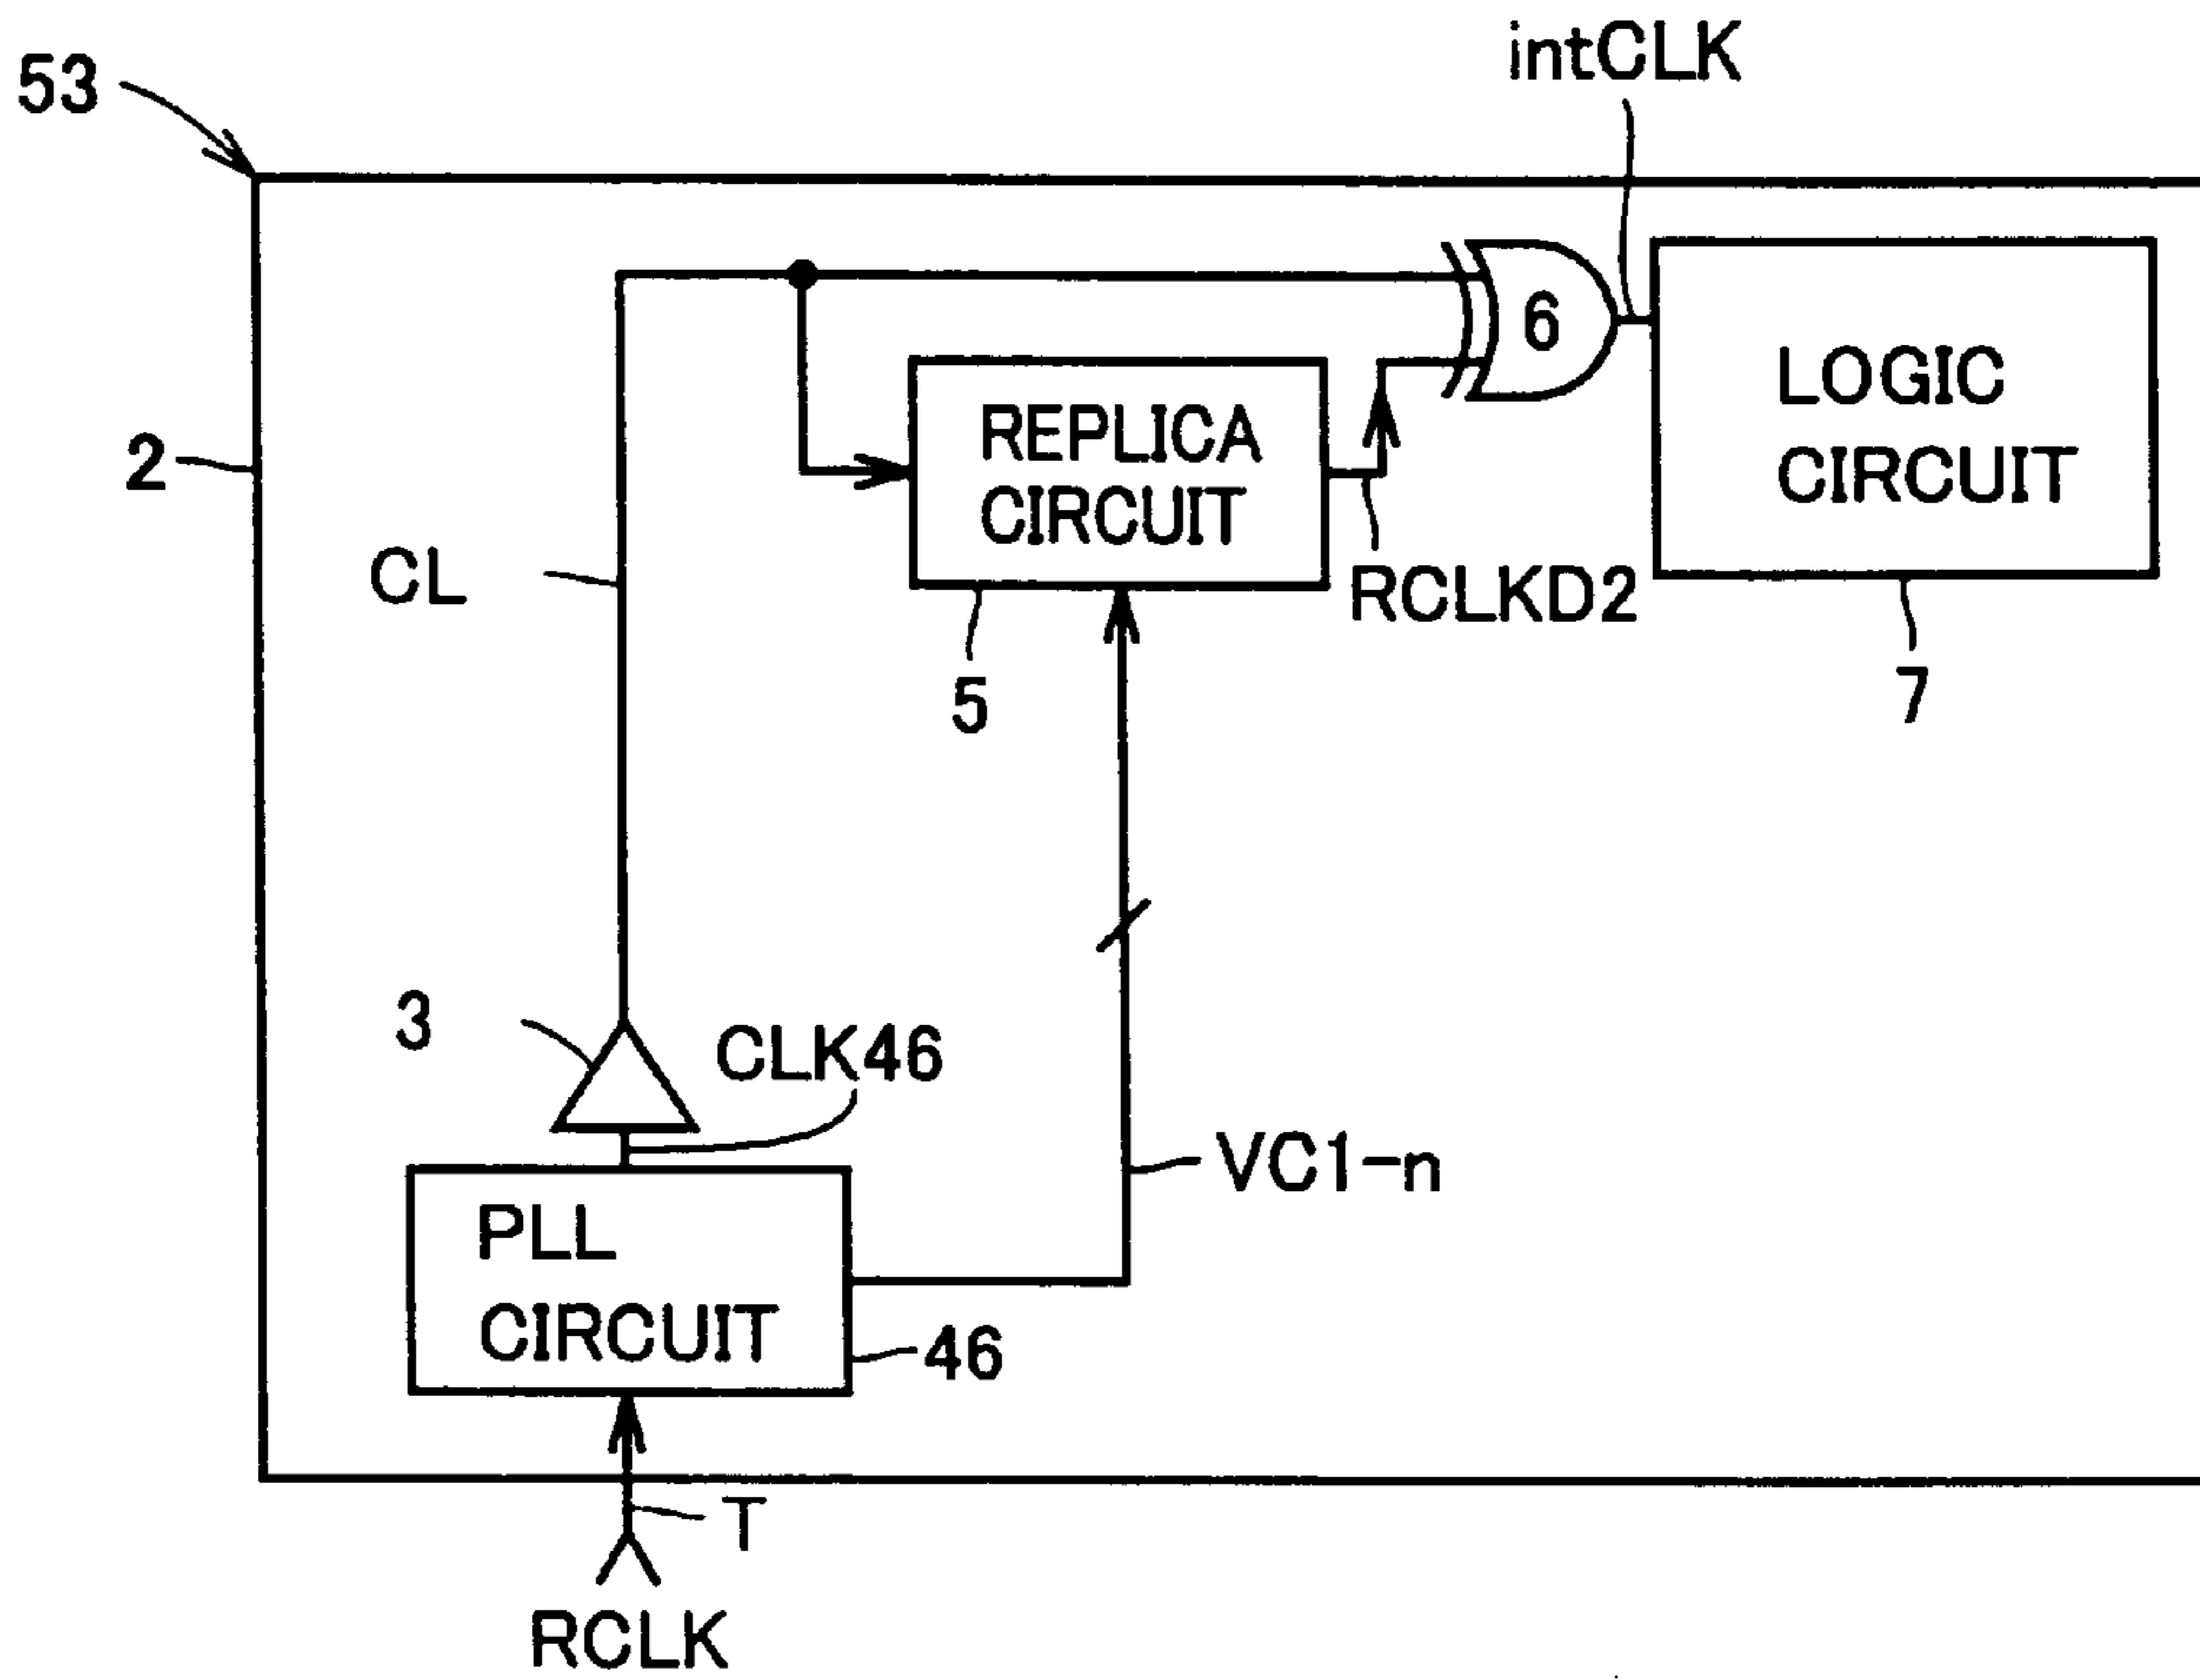 intCLK
53
6
LOGIC
CIRCUIT
REPLICA
CIRCUIT
2
CL
RCLKD2
5
7
3
CLK46
VC1-n
PLL
CIRCUIT
46
T
RCLK